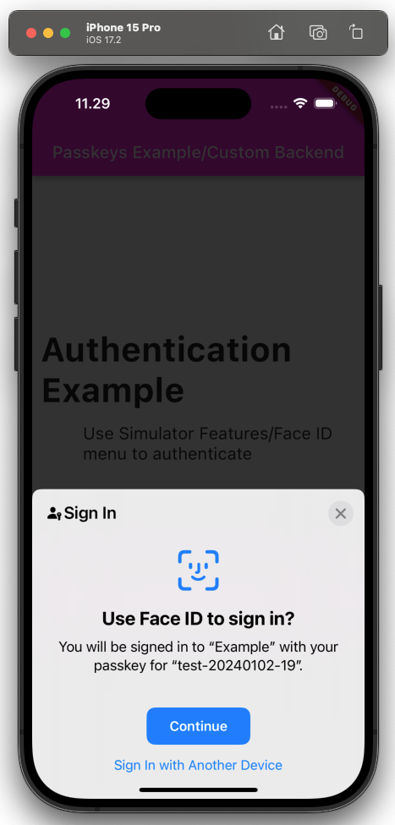 iPhone 15 Pro
iOS 17.2
11.29
DEBUG
Passkeys Example/Custom Backend
Authentication
Example
Use Simulator Features/Face ID
menu to authenticate
Sign In
Use Face ID to sign in?
You will be signed in to “Example” with your
passkey for “test-20240102-19”.
Continue
Sign In with Another Device